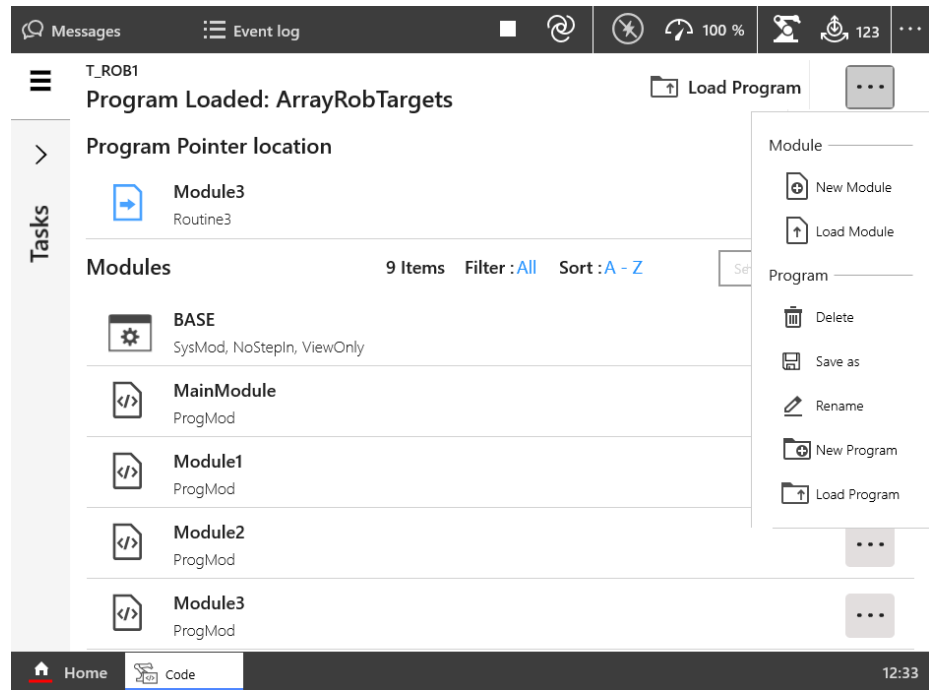 Messages
Event log
100 %
123
T_ROB1
Program Loaded: ArrayRobTargets
Load Program
Program Pointer location
Module3
Routine3
Tasks
Modules
9 Items Filter : All Sort : A - Z
BASE
SysMod, NoStepIn, ViewOnly
MainModule
ProgMod
Module1
ProgMod
Module2
ProgMod
Module3
ProgMod
Module
New Module
Load Module
Program
Delete
Save as
Rename
New Program
Load Program
Home
Code
12:33